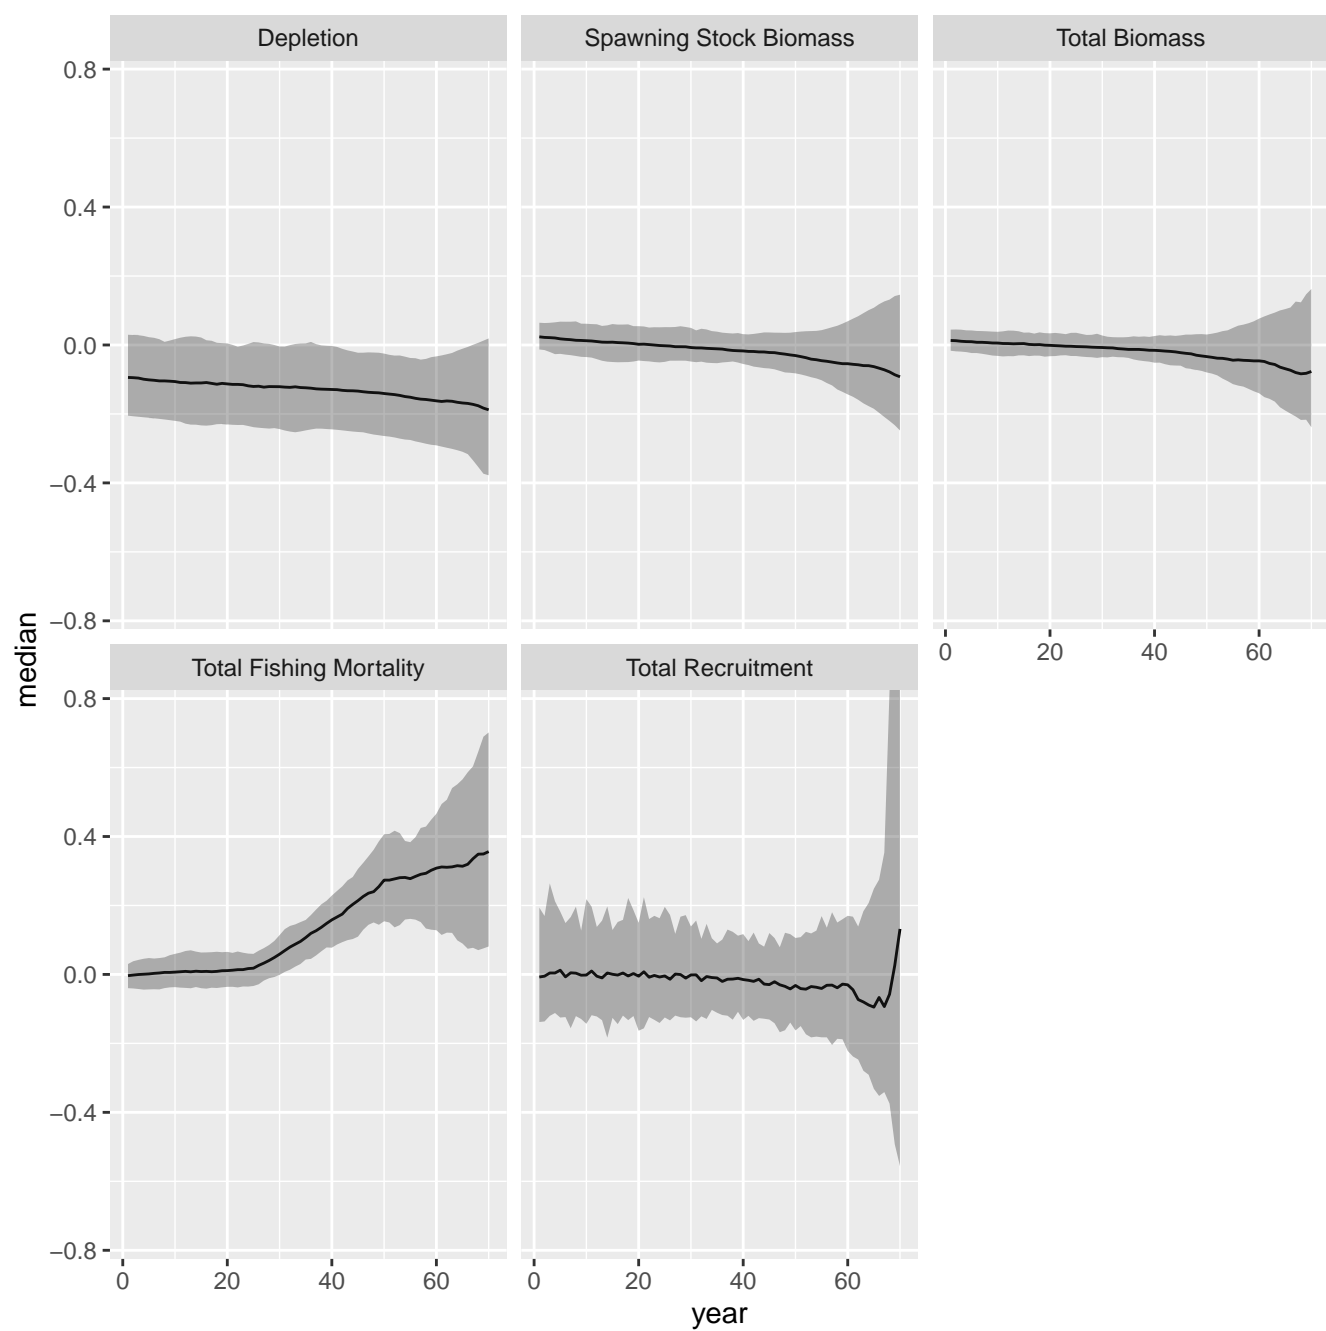 Depletion
Spawning Stock Biomass
Total Biomass
0.8
0.4
0.0
−0.4
−0.8
0 20 40 60
median
Total Fishing Mortality
Total Recruitment
0.8
0.4
0.0
−0.4
−0.8
0 20 40 60
0 20 40 60
year